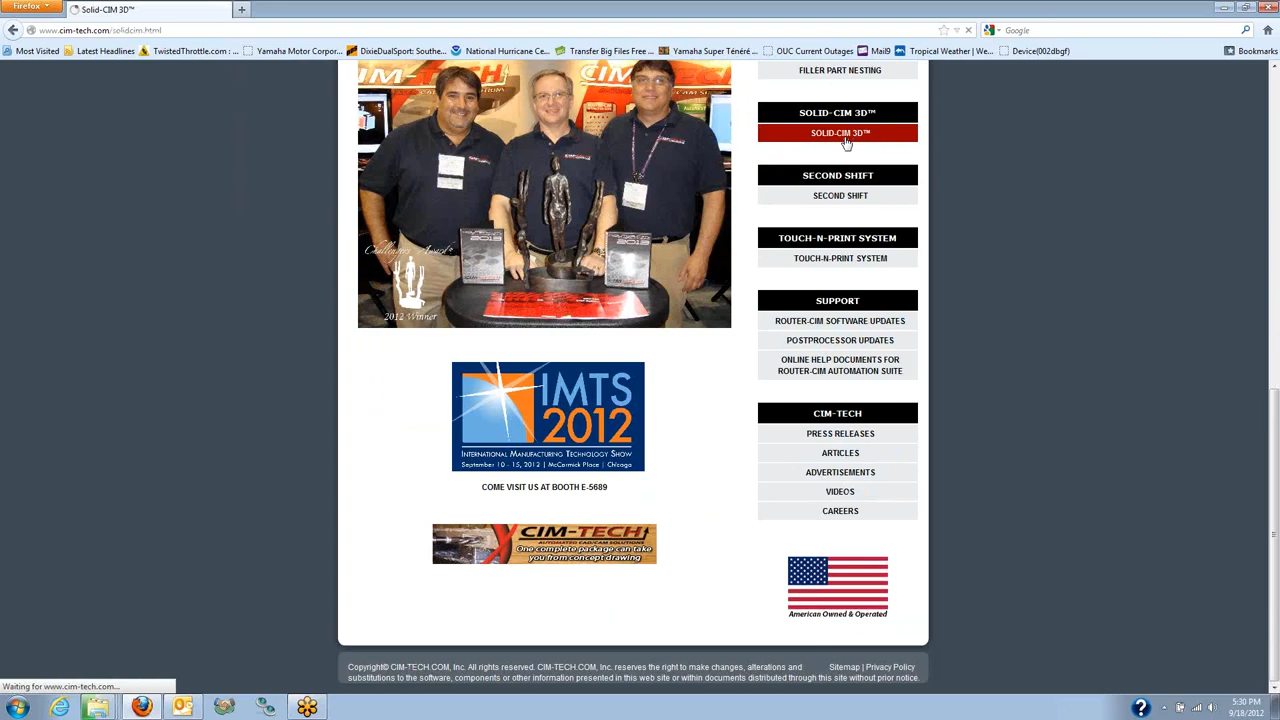 Firefox
Solid-CIM 3D™
www.cim-tech.com/solidcim.html
Google
Most Visited
Latest Headlines
TwistedThrottle.com : ...
Yamaha Motor Corpor...
DixieDualSport: Southe...
National Hurricane Ce...
Transfer Big Files Free ...
Yamaha Super Ténéré ...
OUC Current Outages
Mail9
Tropical Weather | We...
Device(002dbgf)
Bookmarks
CIM-TECH
CIM-TECH
FILLER PART NESTING
SOLID-CIM 3D™
SOLID-CIM 3D™
SECOND SHIFT
SECOND SHIFT
TOUCH-N-PRINT SYSTEM
TOUCH-N-PRINT SYSTEM
SUPPORT
ROUTER-CIM SOFTWARE UPDATES
POSTPROCESSOR UPDATES
ONLINE HELP DOCUMENTS FOR
ROUTER-CIM AUTOMATION SUITE
CIM-TECH
PRESS RELEASES
ARTICLES
ADVERTISEMENTS
VIDEOS
CAREERS
American Owned & Operated
Challengers Award
2012 Winner
2013
2013
IMTS
2012
INTERNATIONAL MANUFACTURING TECHNOLOGY SHOW
September 10 - 15, 2012 | McCormick Place | Chicago
COME VISIT US AT BOOTH E-5689
CIM-TECH
AUTOMATED CAD/CAM SOLUTIONS
One complete package can take
you from concept drawing
Copyright© CIM-TECH.COM, Inc. All rights reserved. CIM-TECH.COM, Inc. reserves the right to make changes, alterations and
substitutions to the software, components or other information presented in this web site or within documents distributed through this site without prior notice.
Sitemap | Privacy Policy
Waiting for www.cim-tech.com...
5:30 PM
9/18/2012